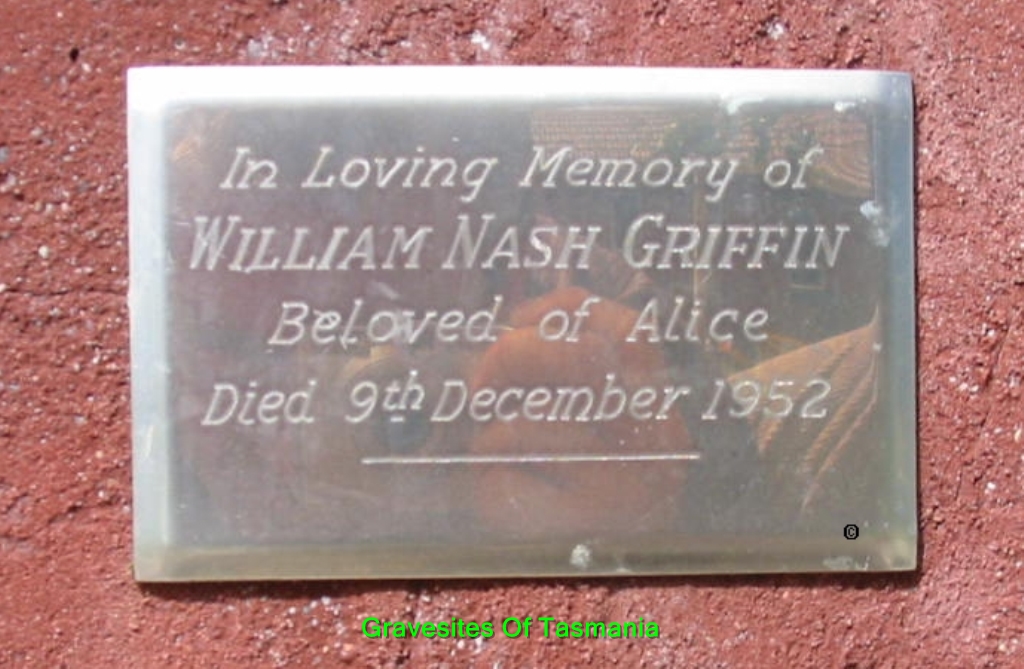 In Loving Memory of
WILLIAM NASH GRIFFIN
Beloved of Alice
Died 9th December 1952
©
Gravesites Of Tasmania